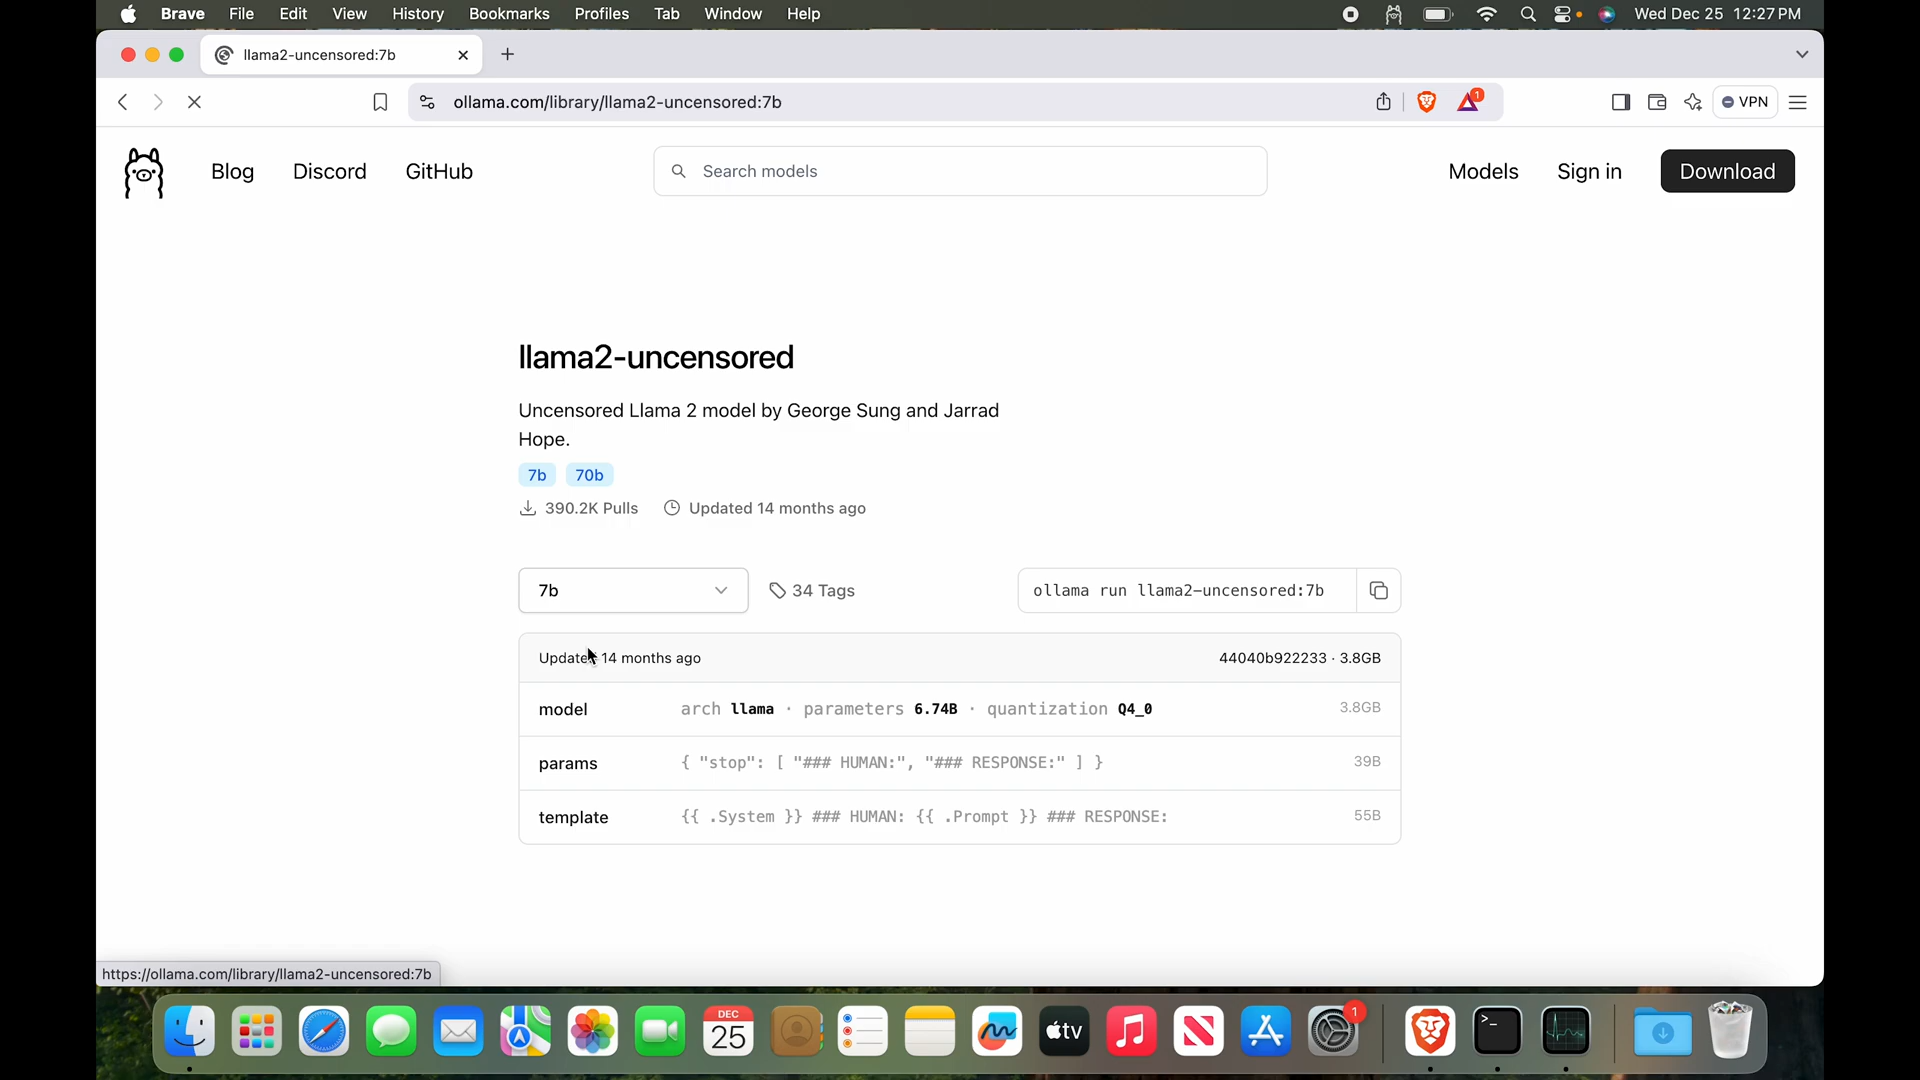 Brave File Edit View History Bookmarks Profiles Tab Window Help Wed Dec 25 12:27 PM
llama2-uncensored:7b
ollama.com/library/llama2-uncensored:7b 1 VPN
Blog Discord GitHub Search models Models Sign in Download
llama2-uncensored
Uncensored Llama 2 model by George Sung and Jarrad
Hope.
7b 70b
390.2K Pulls Updated 14 months ago
7b 34 Tags ollama run llama2-uncensored:7b
Updated 14 months ago 44040b922233 · 3.8GB
model arch llama · parameters 6.74B · quantization Q4_0 3.8GB
params { "stop": [ "### HUMAN:", "### RESPONSE:" ] } 39B
template {{ .System }} ### HUMAN: {{ .Prompt }} ### RESPONSE: 55B
https://ollama.com/library/llama2-uncensored:7b
DEC
25
tv
1
>_